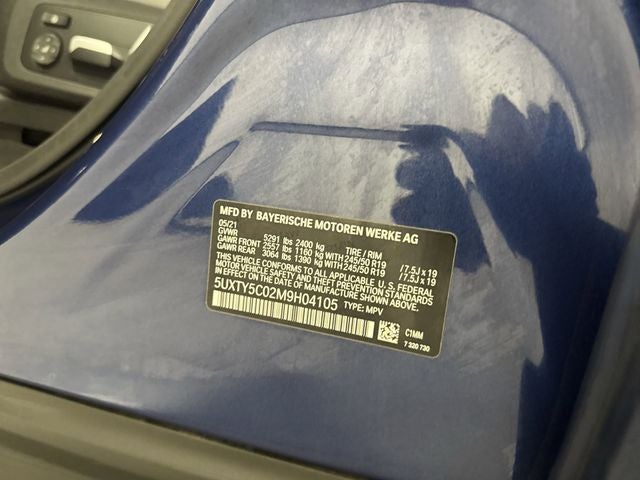 MFD BY BAYERISCHE MOTOREN WERKE AG
05/21
GVWR 5291 lbs 2400 kg TIRE / RIM
GAWR FRONT 2557 lbs 1160 kg 245/50 R19 / 7.5J x 19
GAWR REAR 3064 lbs 1390 kg 245/50 R19 / 7.5J x 19
THIS VEHICLE CONFORMS TO ALL APPLICABLE U. S. FEDERAL
MOTOR VEHICLE SAFETY AND THEFT PREVENTION STANDARDS
IN EFFECT ON THE DATE OF MANUFACTURE SHOWN ABOVE.
5UXTY5C02M9H04105 TYPE: MPV
C1MM
7 320 730